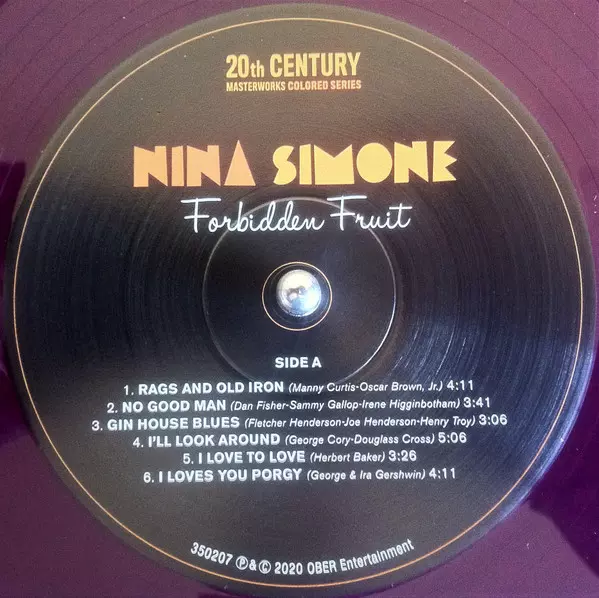 20th CENTURY
MASTERWORKS COLORED SERIES
NINA SIMONE
Forbidden Fruit
SIDE A
1. RAGS AND OLD IRON (Manny Curtis-Oscar Brown, Jr.) 4:11
2. NO GOOD MAN (Dan Fisher-Sammy Gallop-Irene Higginbotham) 3:41
3. GIN HOUSE BLUES (Fletcher Henderson-Joe Henderson-Henry Troy) 3:06
4. I'LL LOOK AROUND (George Cory-Douglass Cross) 5:06
5. I LOVE TO LOVE (Herbert Baker) 3:26
6. I LOVES YOU PORGY (George & Ira Gershwin) 4:11
350207 ℗&© 2020 OBER Entertainment